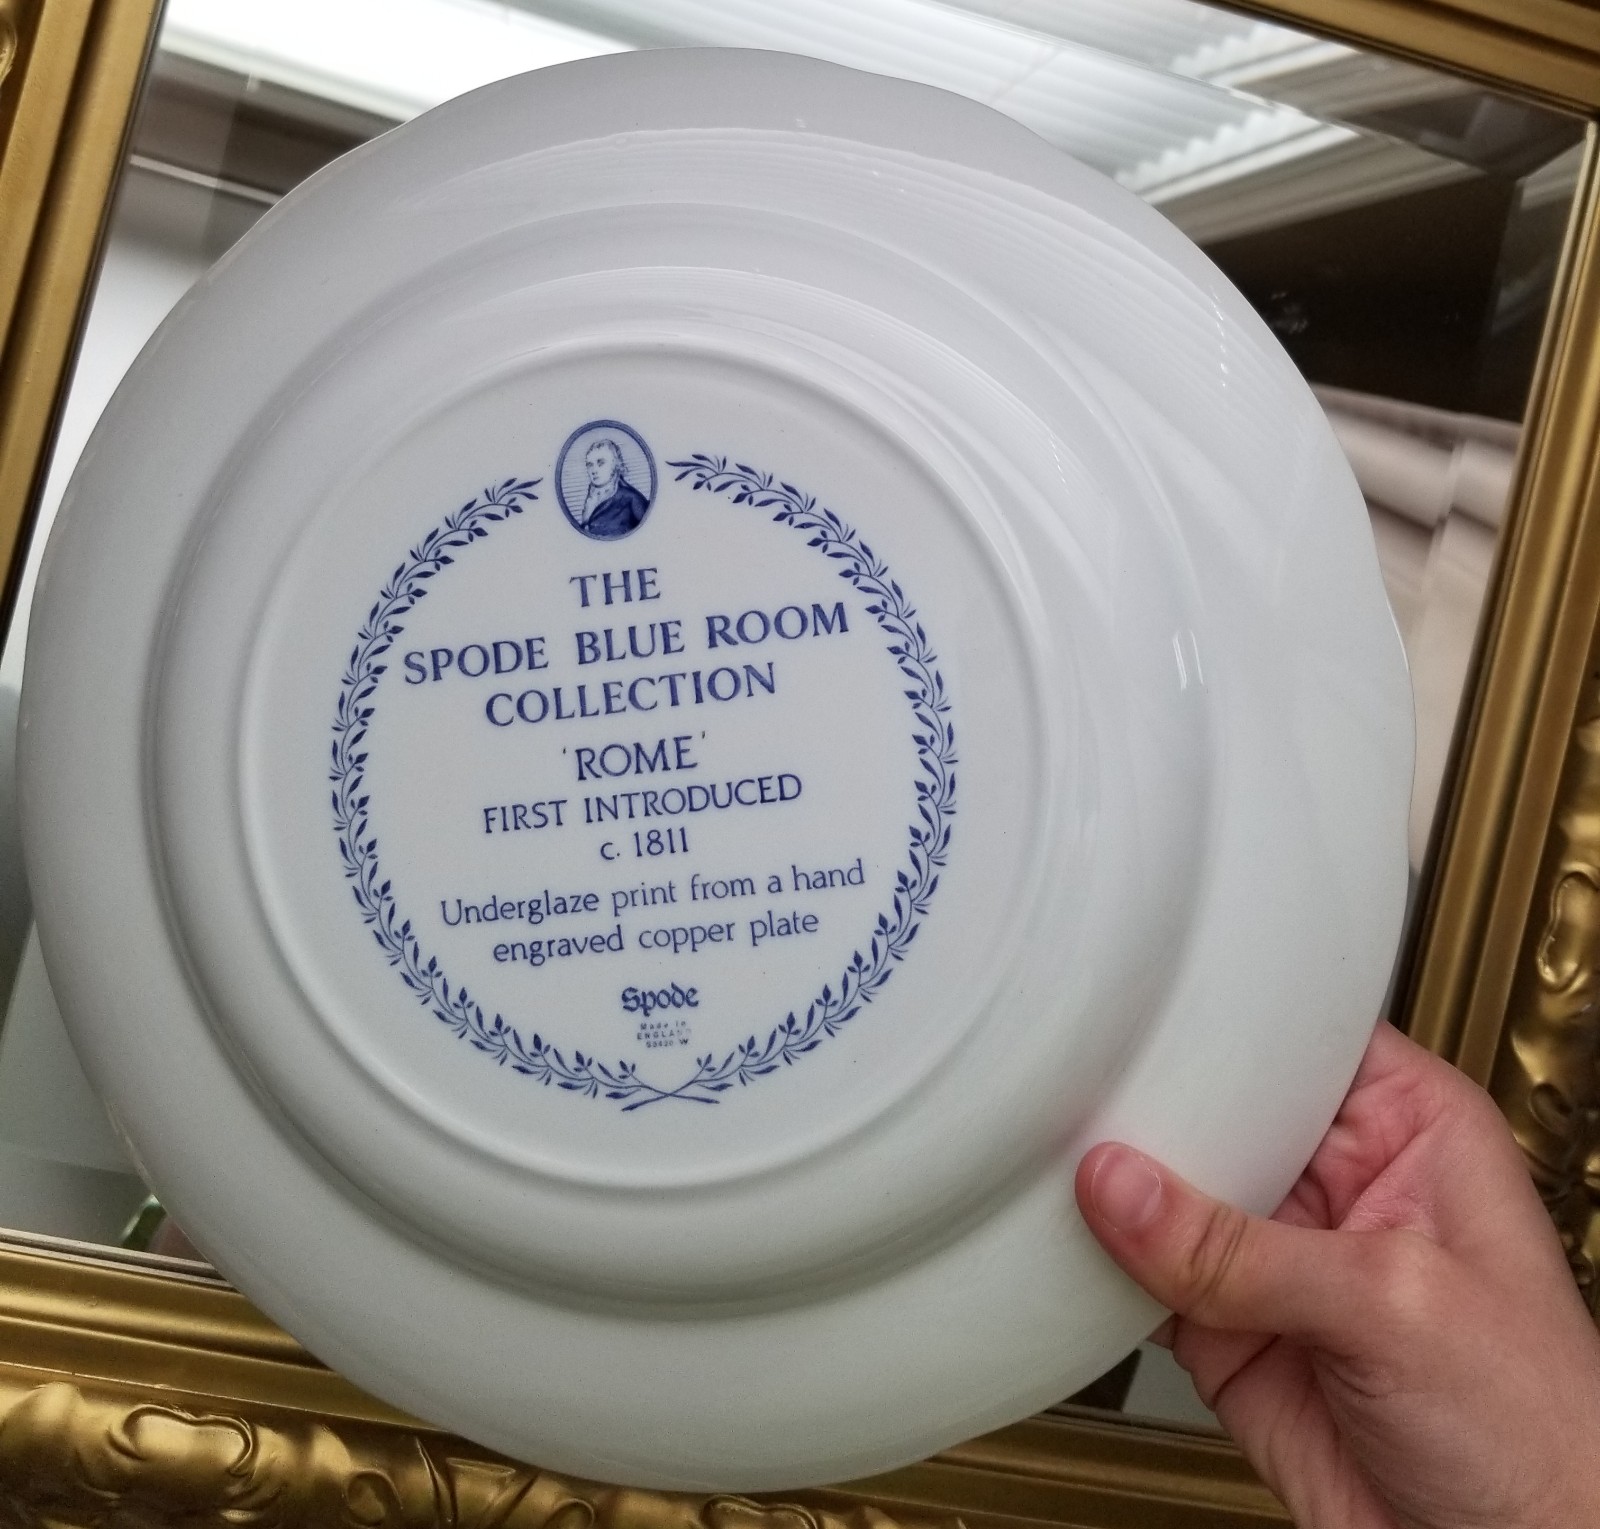 THE
SPODE BLUE ROOM
COLLECTION
'ROME'
FIRST INTRODUCED
c. 1811
Underglaze print from a hand
engraved copper plate
Spode
Made in
ENGLAND